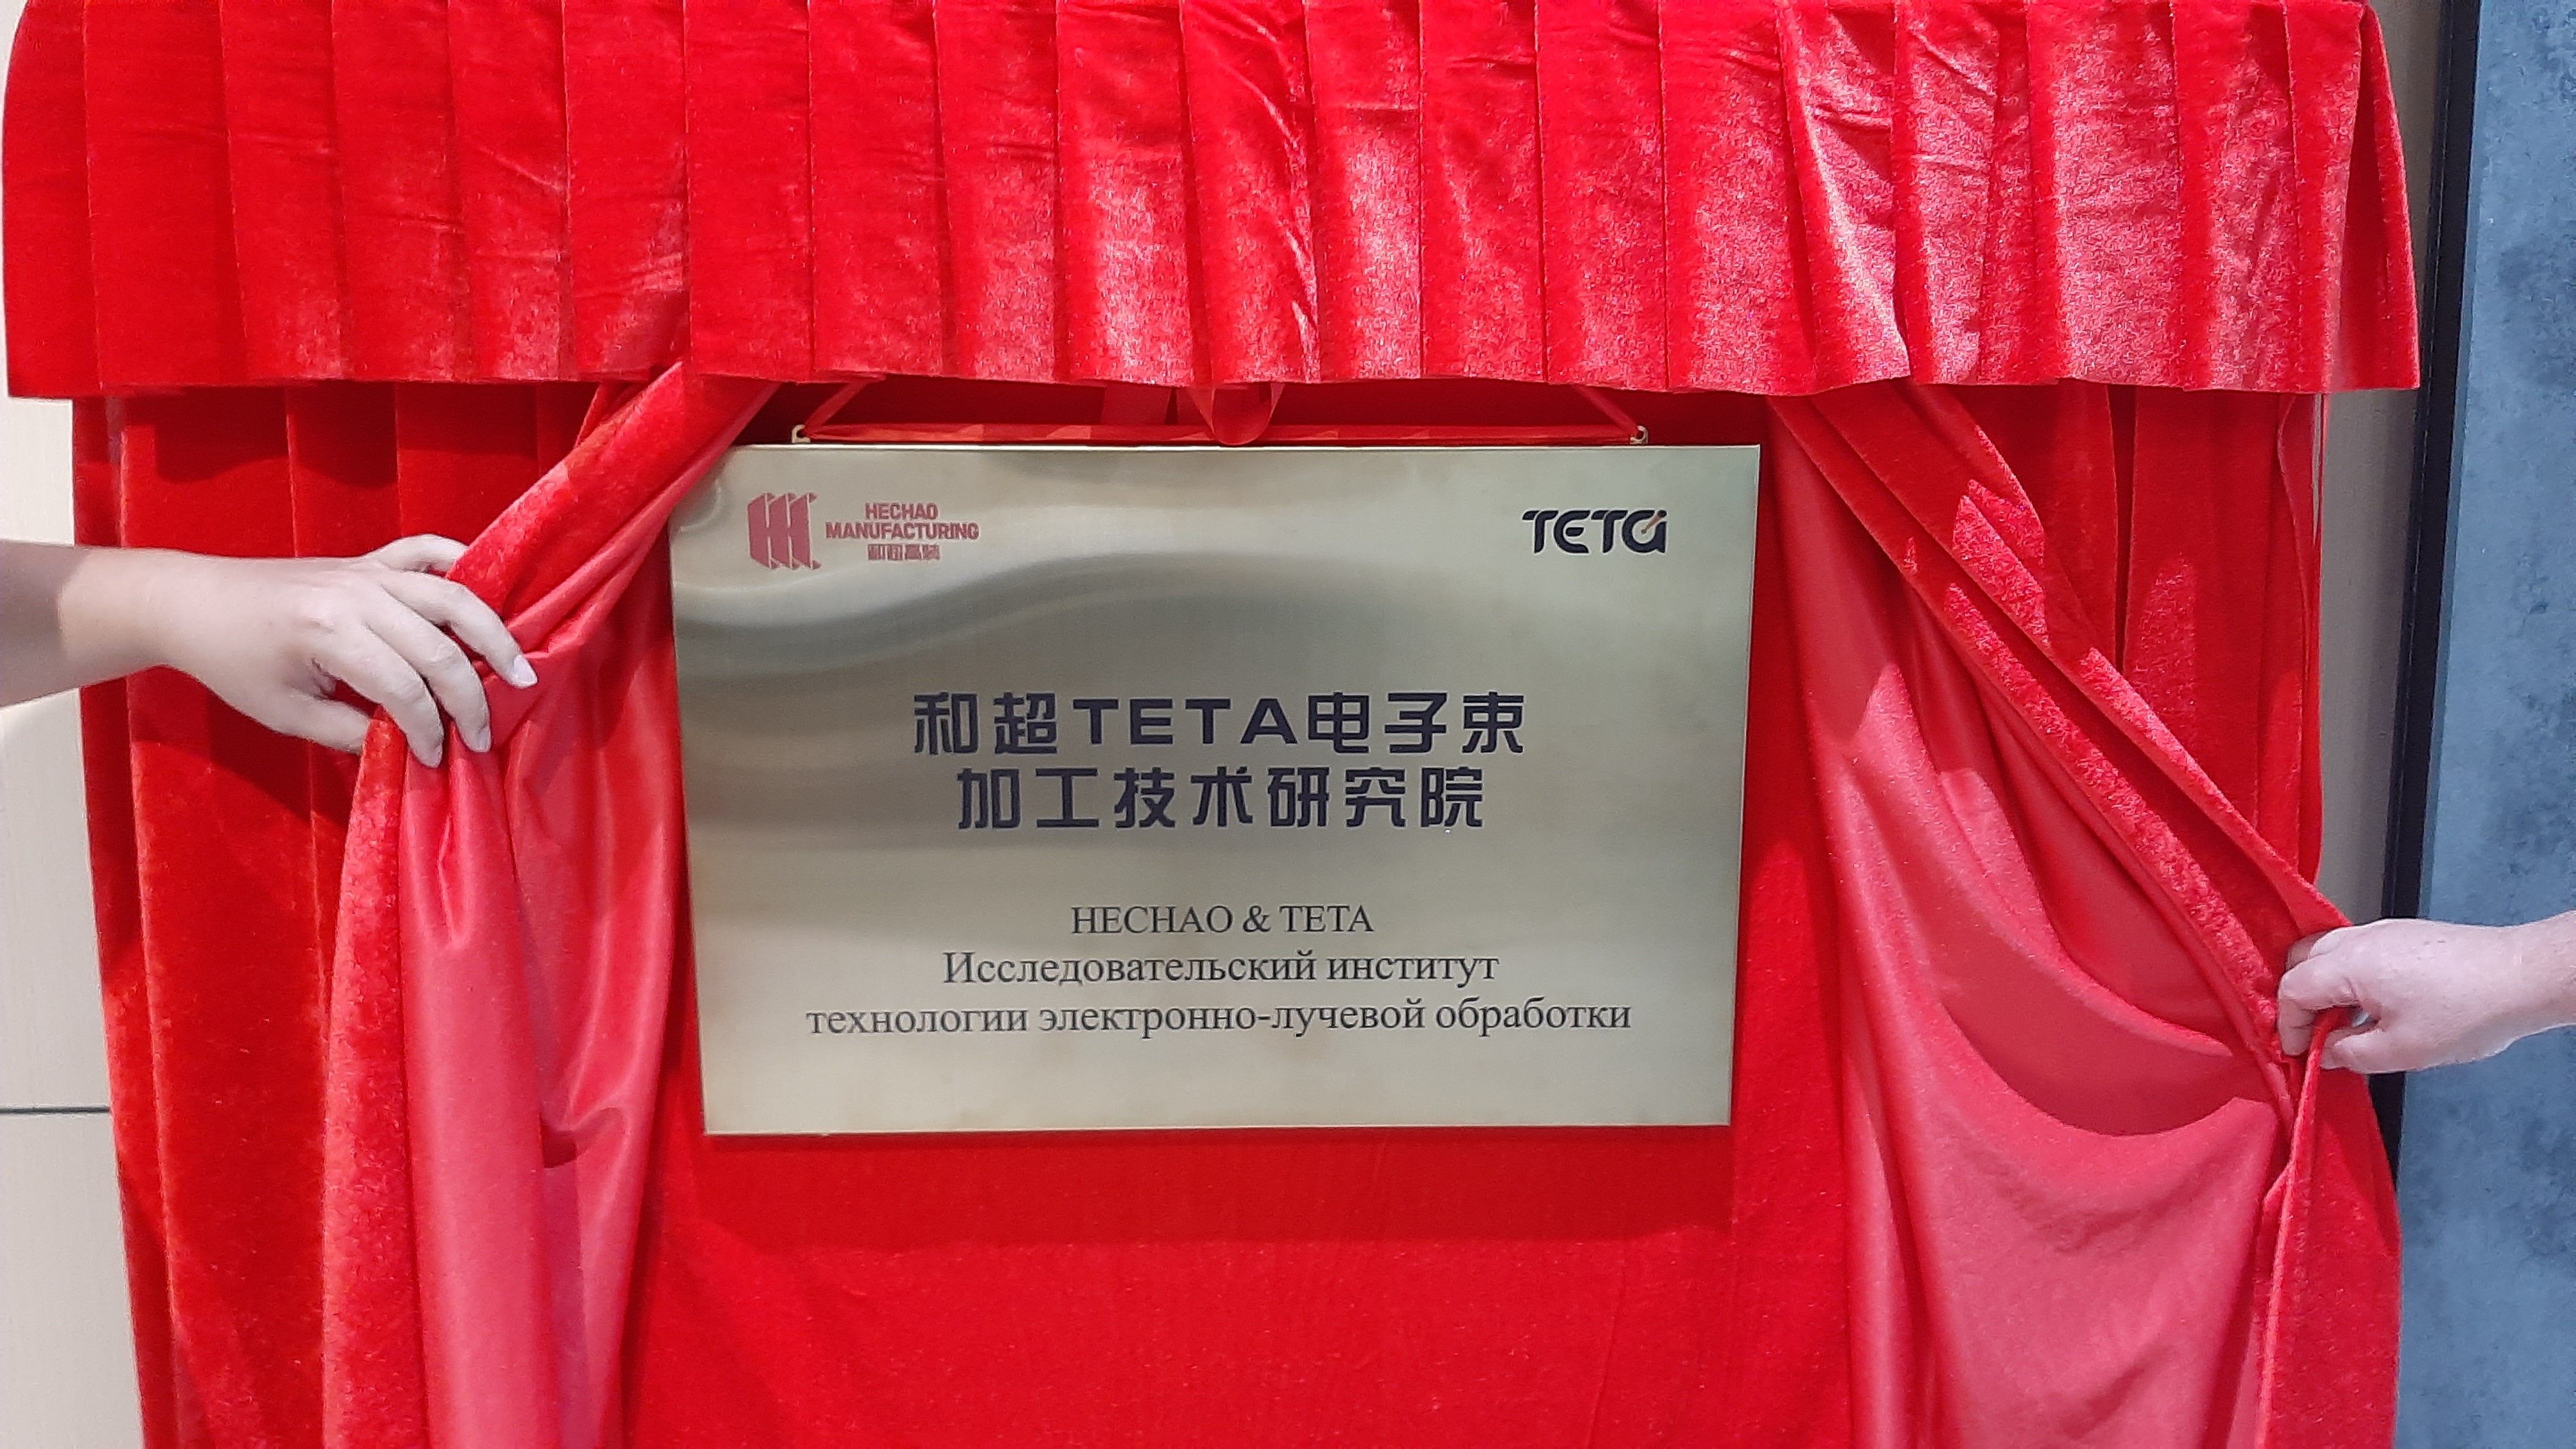 HECHAO
MANUFACTURING
TETA
和超TETA电子束
加工技术研究院
HECHAO & TETA
Исследовательский институт
технологии электронно-лучевой обработки